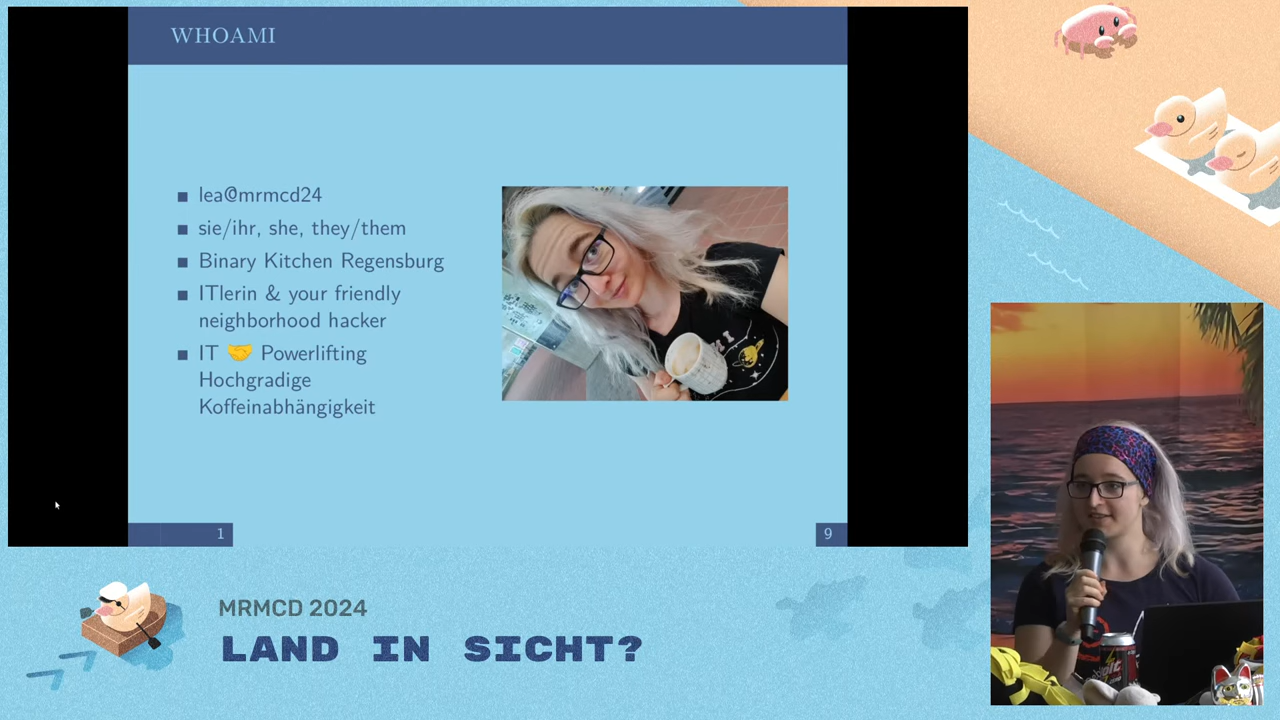 WHOAMI
lea@mrmcd24
sie/ihr, she, they/them
Binary Kitchen Regensburg
ITlerin & your friendly
neighborhood hacker
IT 🤝 Powerlifting
Hochgradige
Koffeinabhängigkeit
1
9
MRMCD 2024
LAND IN SICHT?